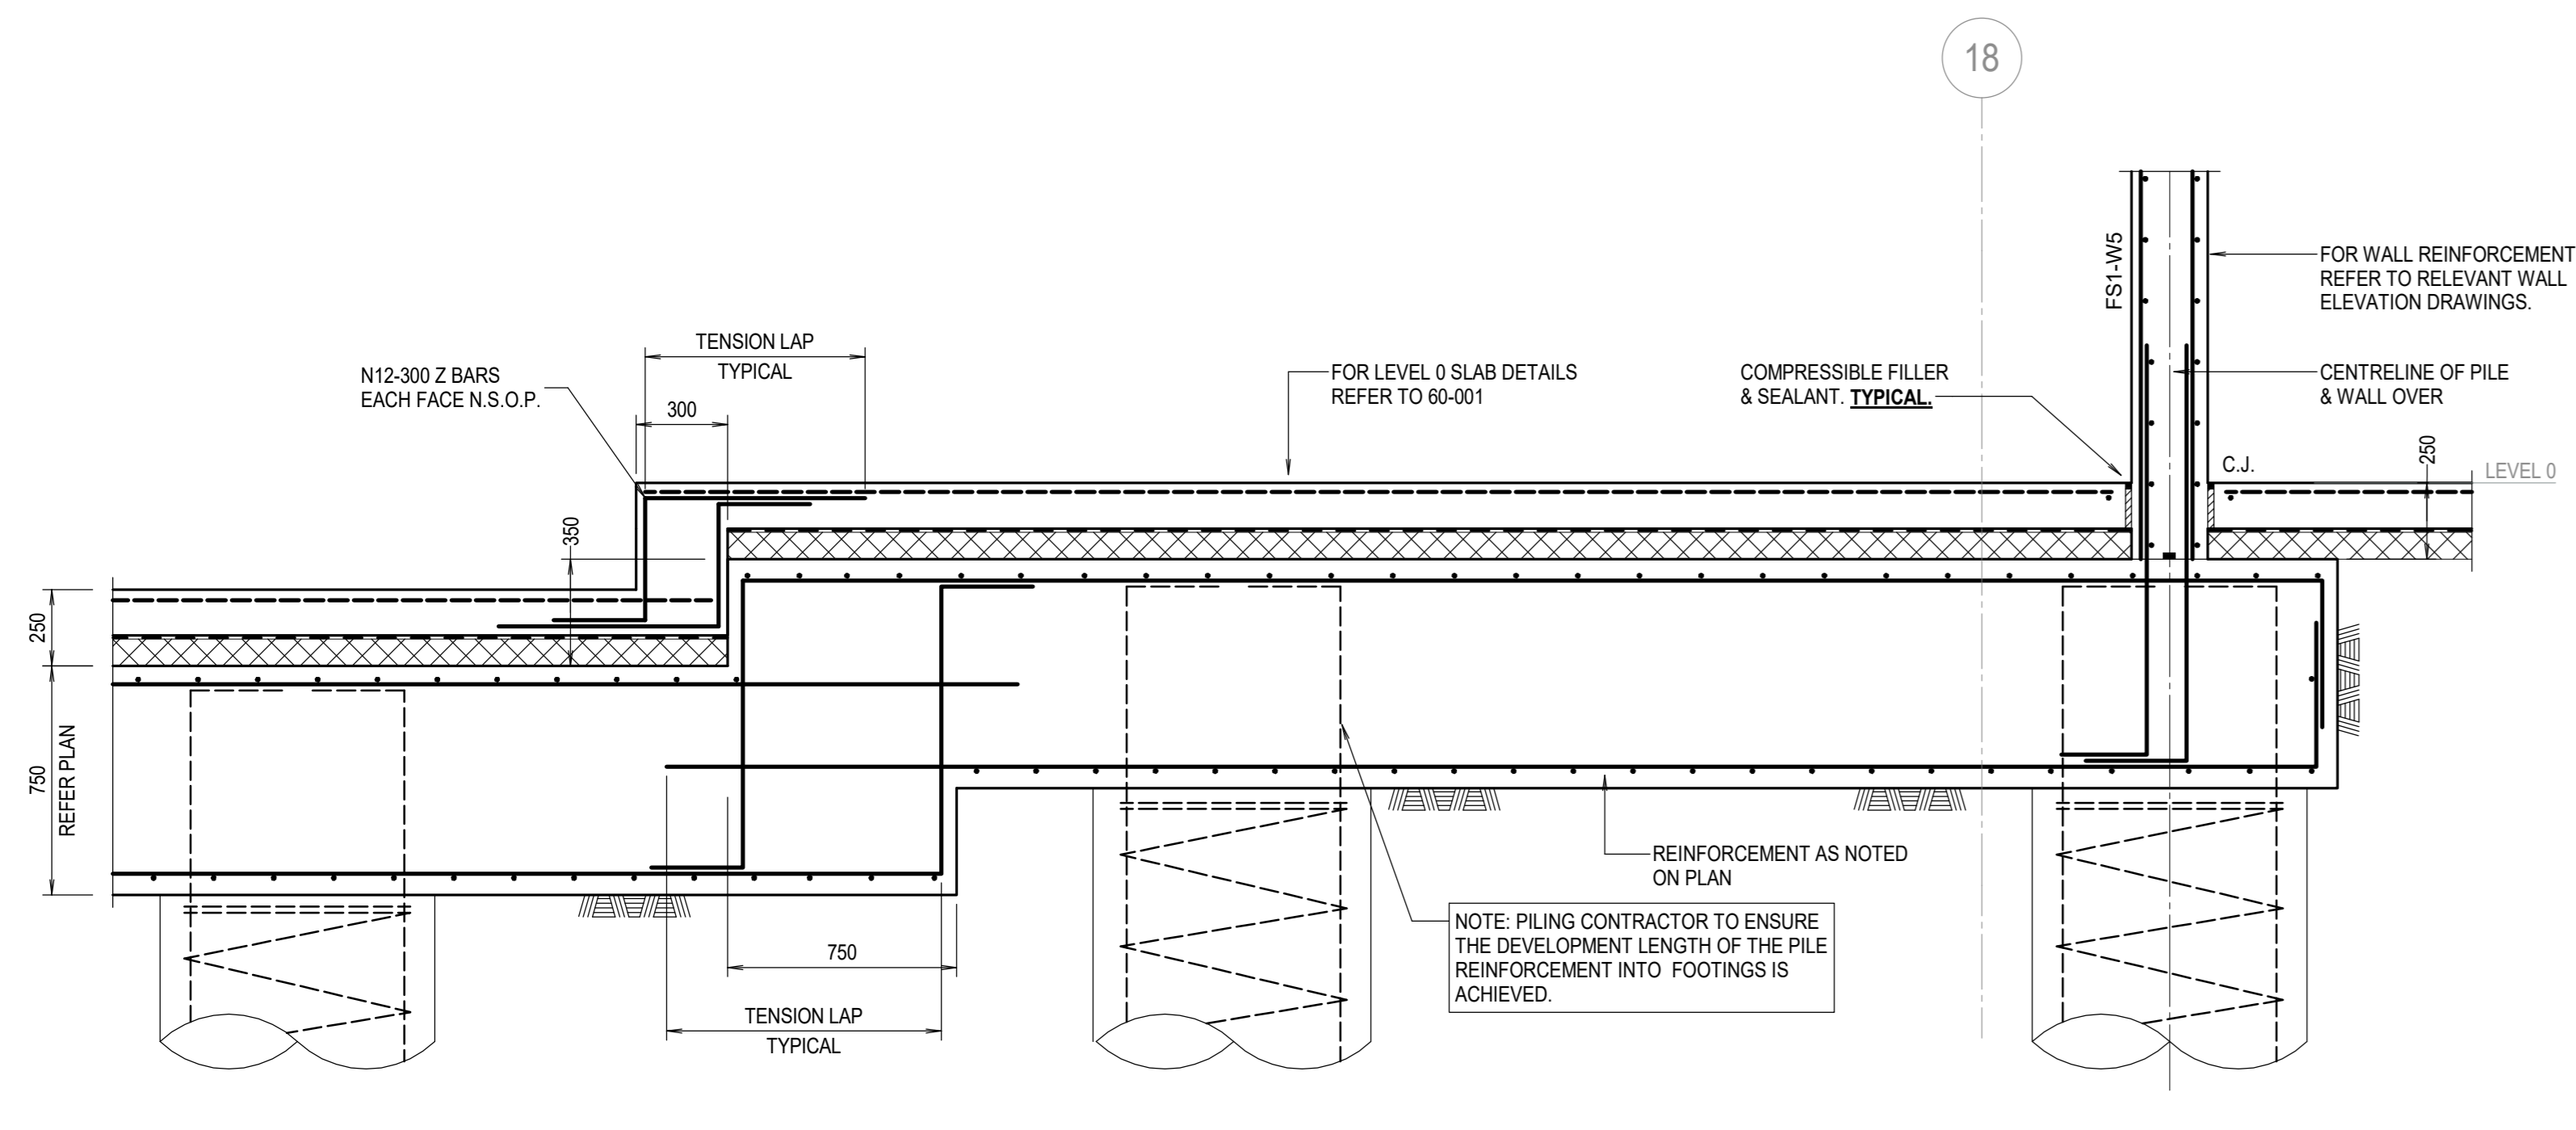 18
FS1-W5
FOR WALL REINFORCEMENT
REFER TO RELEVANT WALL
ELEVATION DRAWINGS.
TENSION LAP
TYPICAL
N12-300 Z BARS
EACH FACE N.S.O.P.
300
FOR LEVEL 0 SLAB DETAILS
REFER TO 60-001
COMPRESSIBLE FILLER
& SEALANT. TYPICAL.
CENTRELINE OF PILE
& WALL OVER
C.J.
250
LEVEL 0
350
250
750
REFER PLAN
REINFORCEMENT AS NOTED
ON PLAN
NOTE: PILING CONTRACTOR TO ENSURE
THE DEVELOPMENT LENGTH OF THE PILE
REINFORCEMENT INTO FOOTINGS IS
ACHIEVED.
750
TENSION LAP
TYPICAL